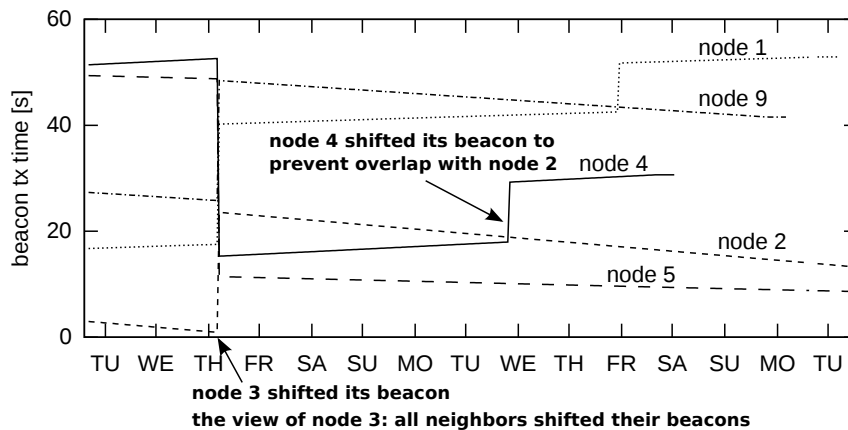 60
40
20
0
beacon tx time [s]
node 1
node 9
node 4 shifted its beacon to
prevent overlap with node 2
node 4
node 2
node 5
TU WE TH FR SA SU MO TU WE TH FR SA MO TU
node 3 shifted its beacon
the view of node 3: all neighbors shifted their beacons